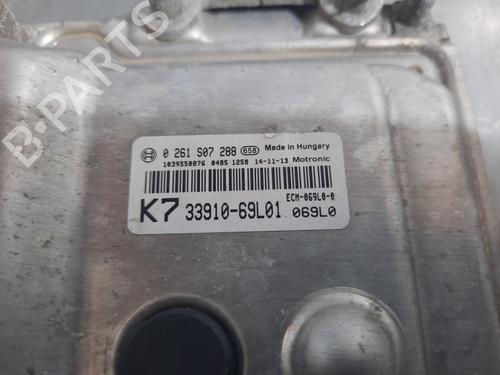 0 261 S07 288 658 Made in Hungary
1039S50876 0485 1258 14-11-13 Motronic
ECM-069L0-0
K7 33910-69L01 069L0